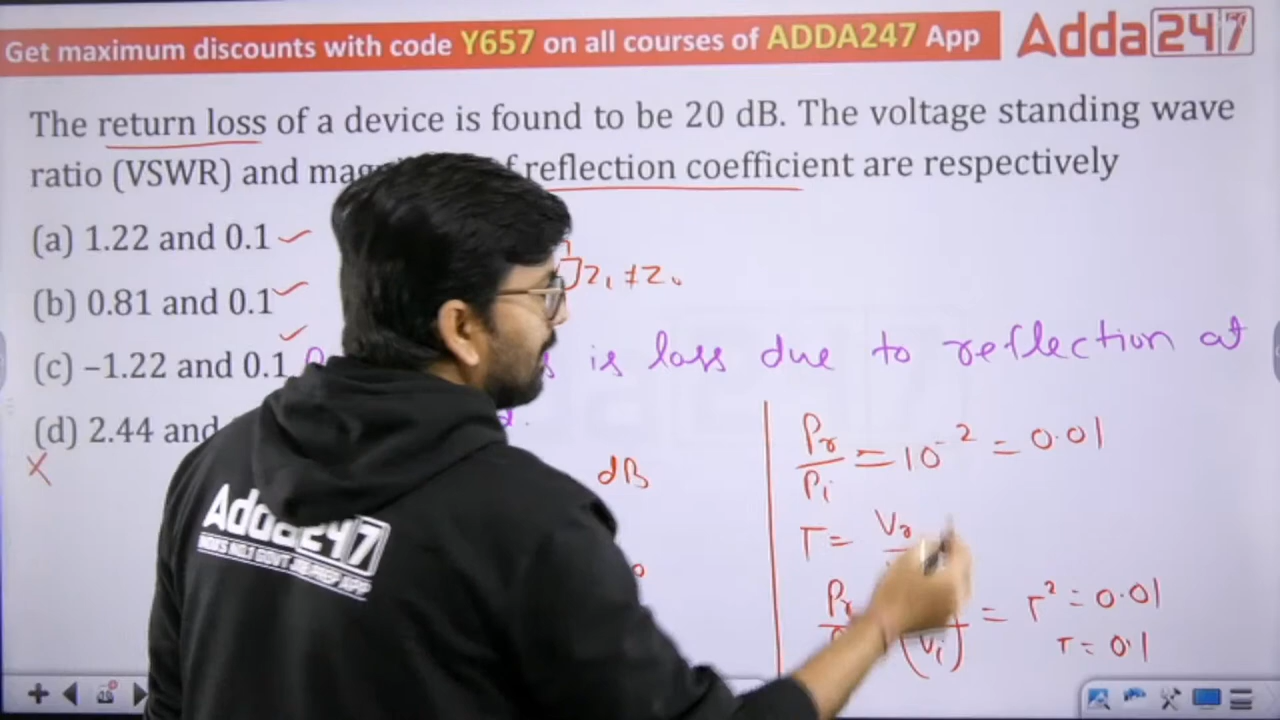 Get maximum discounts with code Y657 on all courses of ADDA247 App
Adda247
The return loss of a device is found to be 20 dB. The voltage standing wave
ratio (VSWR) and reflection coefficient are respectively
(a) 1.22 and 0.1
(b) 0.81 and 0.1
(c) –1.22 and 0.1
(d) 2.44 and
Z₁ ≠ Z₀
is loss due to reflection at
dB
Pr/Pi = 10⁻² = 0.01
Γ = Vr
= Γ² = 0.01
Γ = 0.1
Adda247